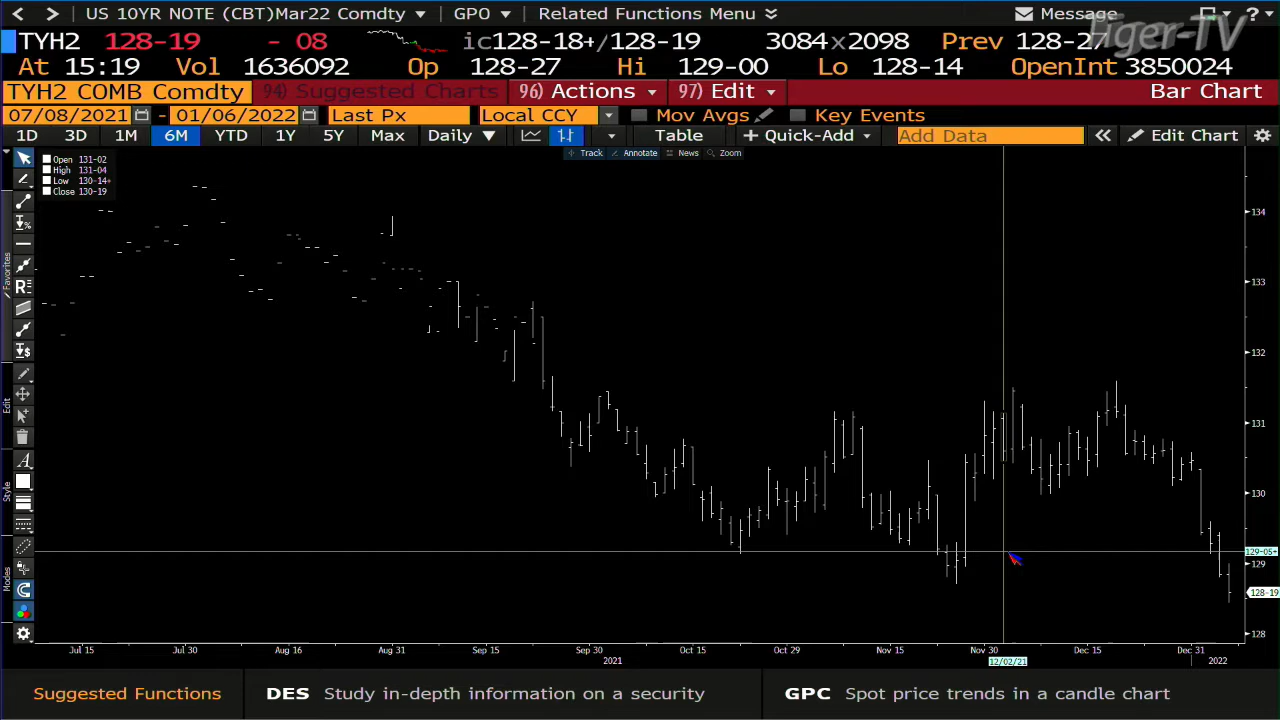 < > US 10YR NOTE (CBT)Mar22 Comdty GPO Related Functions Menu Message ?
Tiger-TV
TYH2 128-19 - 08 ic128-18+/128-19 3084x2098 Prev 128-27
At 15:19 Vol 1636092 Op 128-27 Hi 129-00 Lo 128-14 OpenInt 3850024
TYH2 COMB Comdty 94) Suggested Charts 96) Actions 97) Edit Bar Chart
07/08/2021 - 01/06/2022 Last Px Local CCY Mov Avgs Key Events
1D 3D 1M 6M YTD 1Y 5Y Max Daily Table + Quick-Add Add Data « Edit Chart
Track Annotate News Zoom
Open 131-02
High 131-04
Low 130-14+
Close 130-19
Favorites
Edit
Style
Modes
134
133
132
131
130
129-05+
129
128-19
128
Jul 15 Jul 30 Aug 16 Aug 31 Sep 15 Sep 30 Oct 15 Oct 29 Nov 15 Nov 30 Dec 15 Dec 31
2021 12/02/21 2022
Suggested Functions DES Study in-depth information on a security GPC Spot price trends in a candle chart